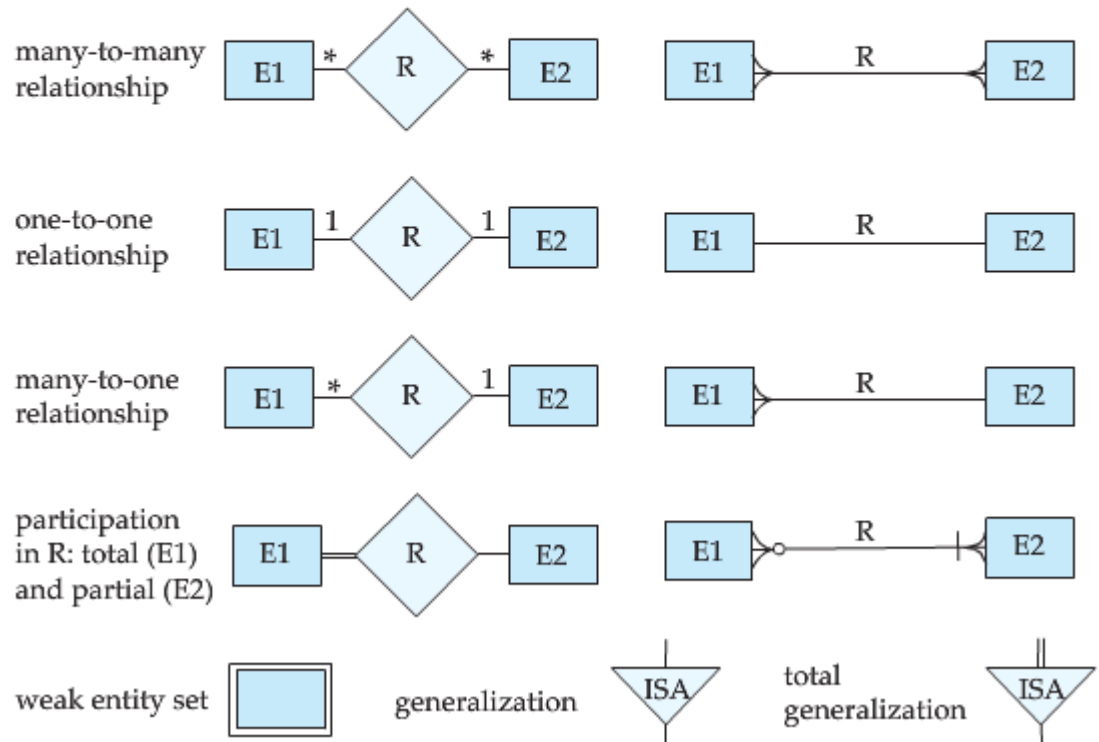 many-to-many
relationship
E1 * R * E2
E1 R E2
one-to-one
relationship
E1 1 R 1 E2
E1 R E2
many-to-one
relationship
E1 * R 1 E2
E1 R E2
participation
in R: total (E1)
and partial (E2)
E1 R E2
E1 R E2
weak entity set
generalization
ISA
total
generalization
ISA